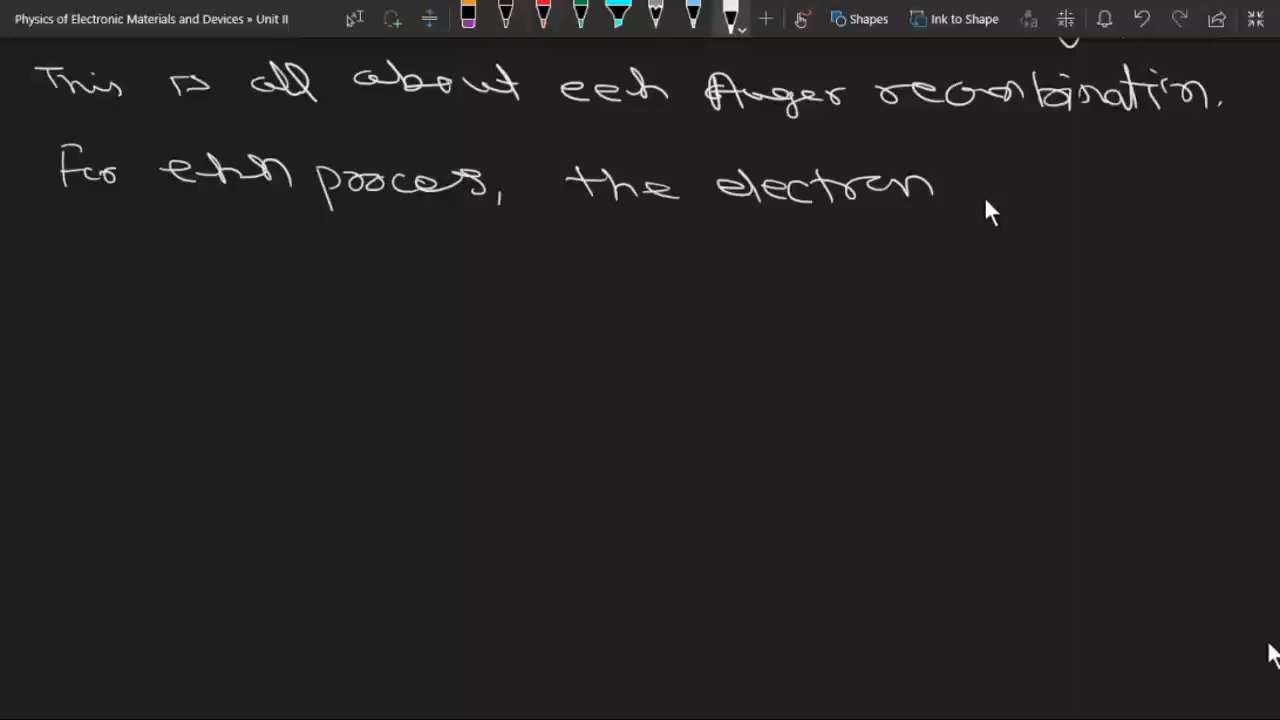 Physics of Electronic Materials and Devices » Unit II
Shapes
Ink to Shape
This is all about eeh Auger recombination.
For ehh process, the electron